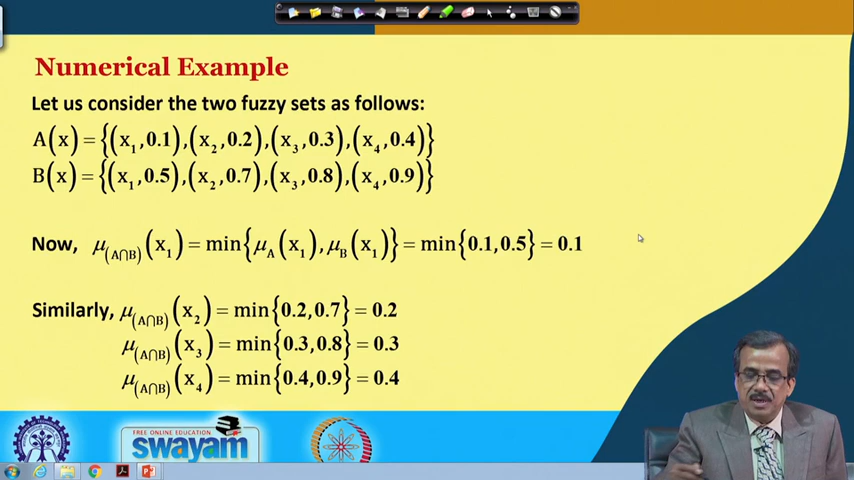 Numerical Example
Let us consider the two fuzzy sets as follows:
A(x) = {(x₁, 0.1), (x₂, 0.2), (x₃, 0.3), (x₄, 0.4)}
B(x) = {(x₁, 0.5), (x₂, 0.7), (x₃, 0.8), (x₄, 0.9)}
Now, μ₍A∩B₎(x₁) = min{μA(x₁), μB(x₁)} = min{0.1, 0.5} = 0.1
Similarly, μ₍A∩B₎(x₂) = min{0.2, 0.7} = 0.2
μ₍A∩B₎(x₃) = min{0.3, 0.8} = 0.3
μ₍A∩B₎(x₄) = min{0.4, 0.9} = 0.4
FREE ONLINE EDUCATION
swayam